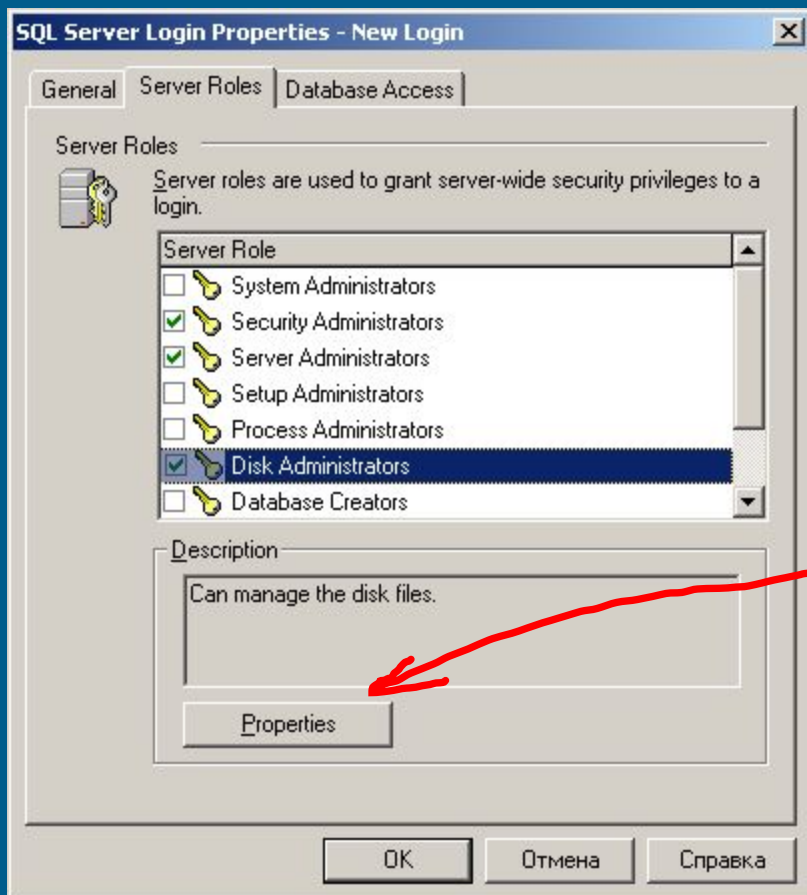 SQL Server Login Properties - New Login
General Server Roles Database Access
Server Roles
Server roles are used to grant server-wide security privileges to a
login.
Server Role
System Administrators
Security Administrators
Server Administrators
Setup Administrators
Process Administrators
Disk Administrators
Database Creators
Description
Can manage the disk files.
Properties
OK Отмена Справка